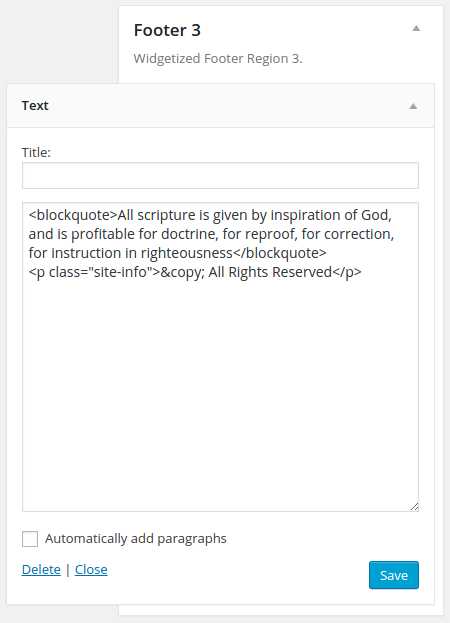 Footer 3
Widgetized Footer Region 3.
Text
Title:
<blockquote>All scripture is given by inspiration of God,
and is profitable for doctrine, for reproof, for correction,
for instruction in righteousness</blockquote>
<p class="site-info">&copy; All Rights Reserved</p>
Automatically add paragraphs
Delete | Close
Save